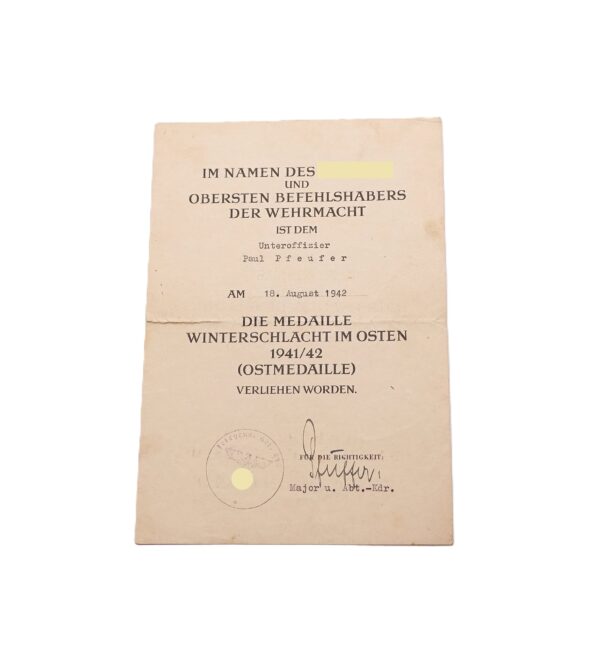 IM NAMEN DES
UND
OBERSTEN BEFEHLSHABERS
DER WEHRMACHT
IST DEM
Unteroffizier
Paul Pfeufer
AM 18. August 1942
DIE MEDAILLE
WINTERSCHLACHT IM OSTEN
1941/42
(OSTMEDAILLE)
VERLIEHEN WORDEN.
FÜR DIE RICHTIGKEIT:
Major u. Abt.-Kdr.